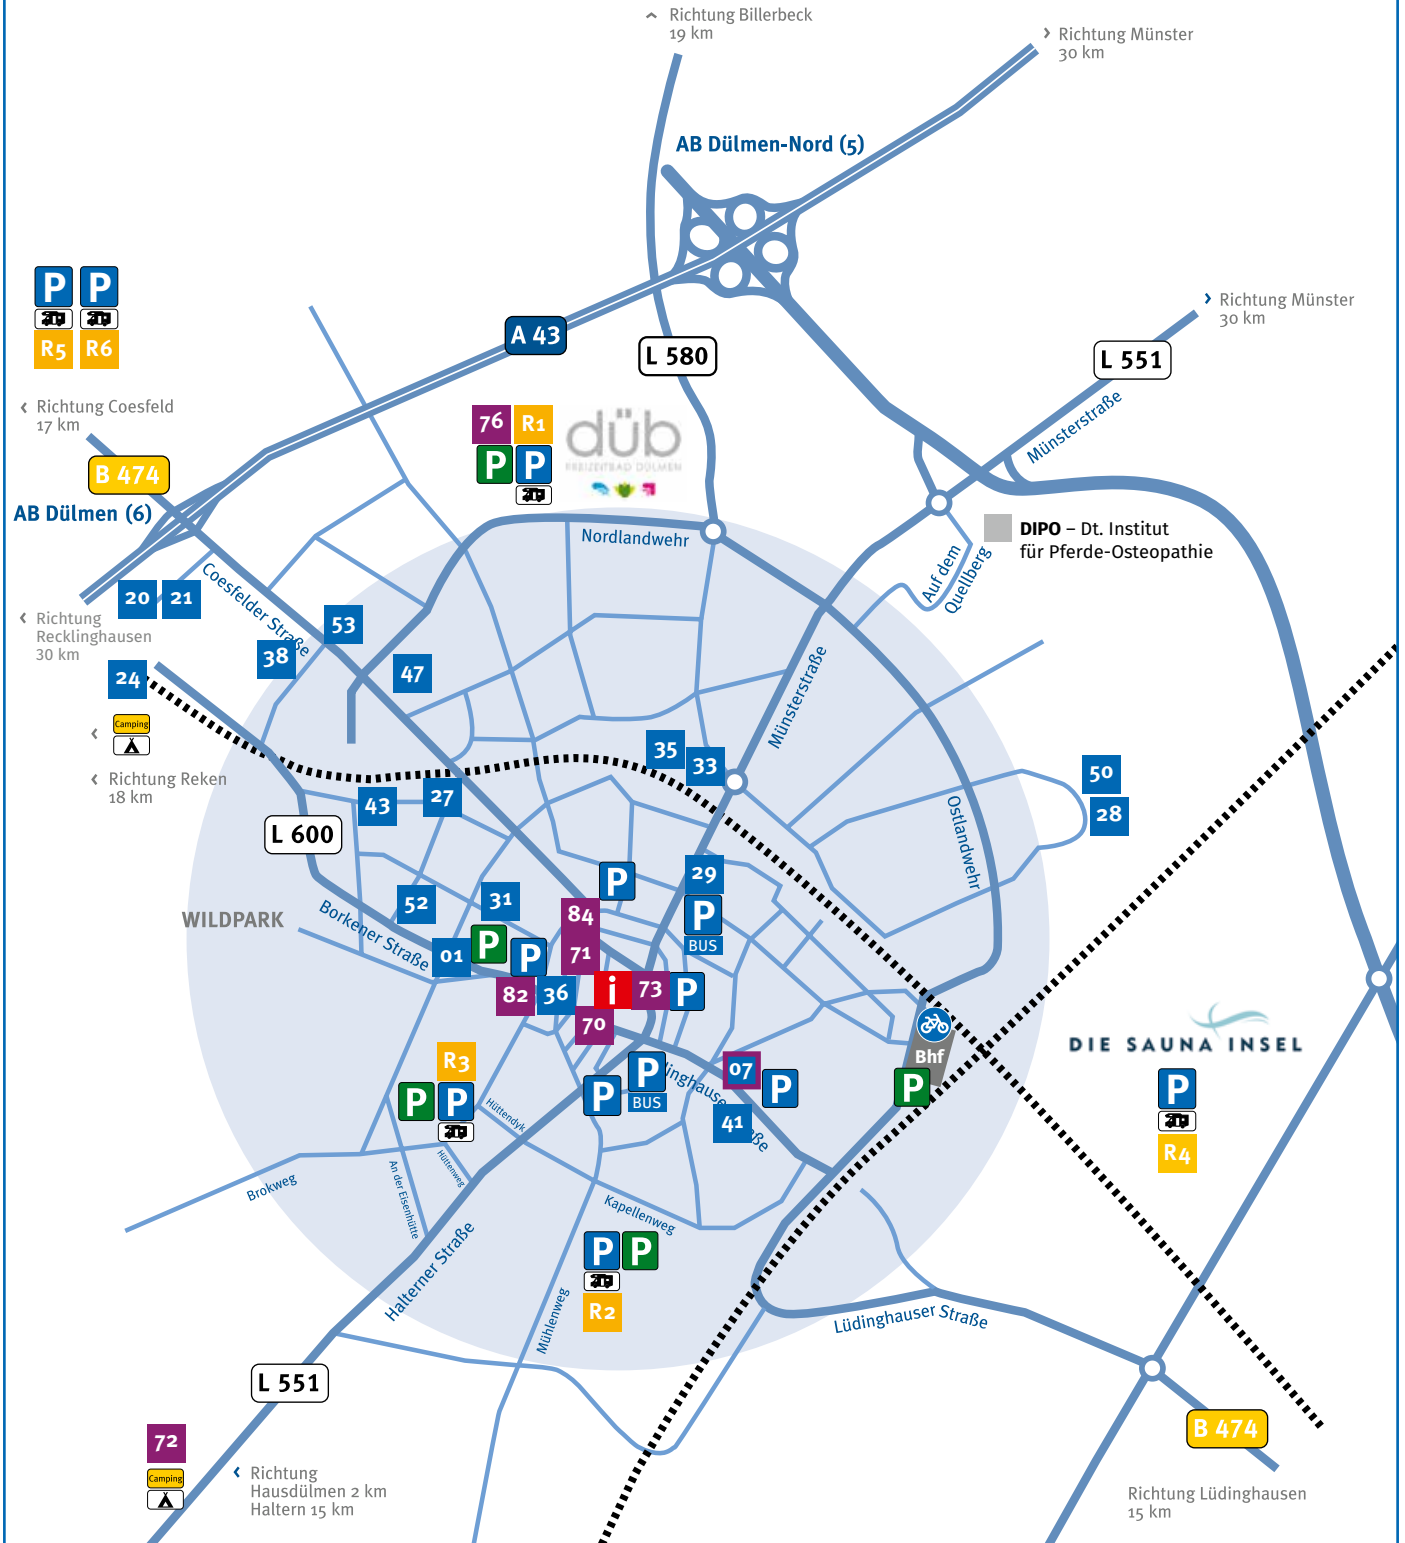 Richtung Billerbeck
19 km
Richtung Münster
30 km
AB Dülmen-Nord (5)
P P
R5 R6
Richtung Münster
30 km
A 43
L 580
L 551
Münsterstraße
Richtung Coesfeld
17 km
B 474
AB Dülmen (6)
76 R1
P P
düb
FREIZEITBAD DÜLMEN
Nordlandwehr
DIPO – Dt. Institut
für Pferde-Osteopathie
Auf dem
Quellberg
20 21
Coesfelder Straße
Richtung
Recklinghausen
30 km
53
38
47
24
Camping
Richtung Reken
18 km
Münsterstraße
35
33
50
28
43
27
L 600
Ostlandwehr
WILDPARK
Borkener Straße
52
31
P
29
P
BUS
84
71
01
P
P
82
36
i
73
P
70
Bhf
P
DIE SAUNA INSEL
P
R4
R3
P P
Hüttendyk
Hüttenweg
An der Eisenhütte
Brokweg
P
P
BUS
07
P
41
Kapellenweg
P P
R2
Mühlenweg
Halterner Straße
Lüdinghauser Straße
L 551
72
Camping
Richtung
Hausdülmen 2 km
Haltern 15 km
B 474
Richtung Lüdinghausen
15 km